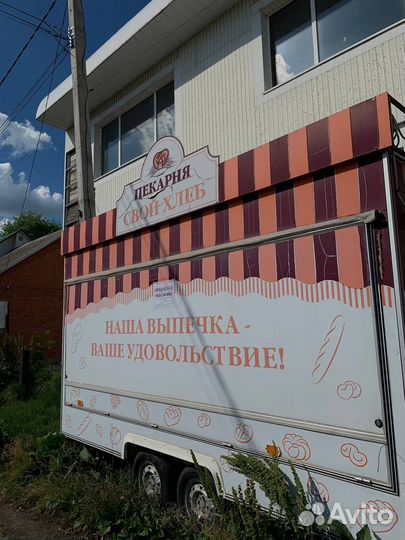 ПЕКАРНЯ
СВОЙ ХЛЕБ
НАША ВЫПЕЧКА -
ВАШЕ УДОВОЛЬСТВИЕ!
Avito